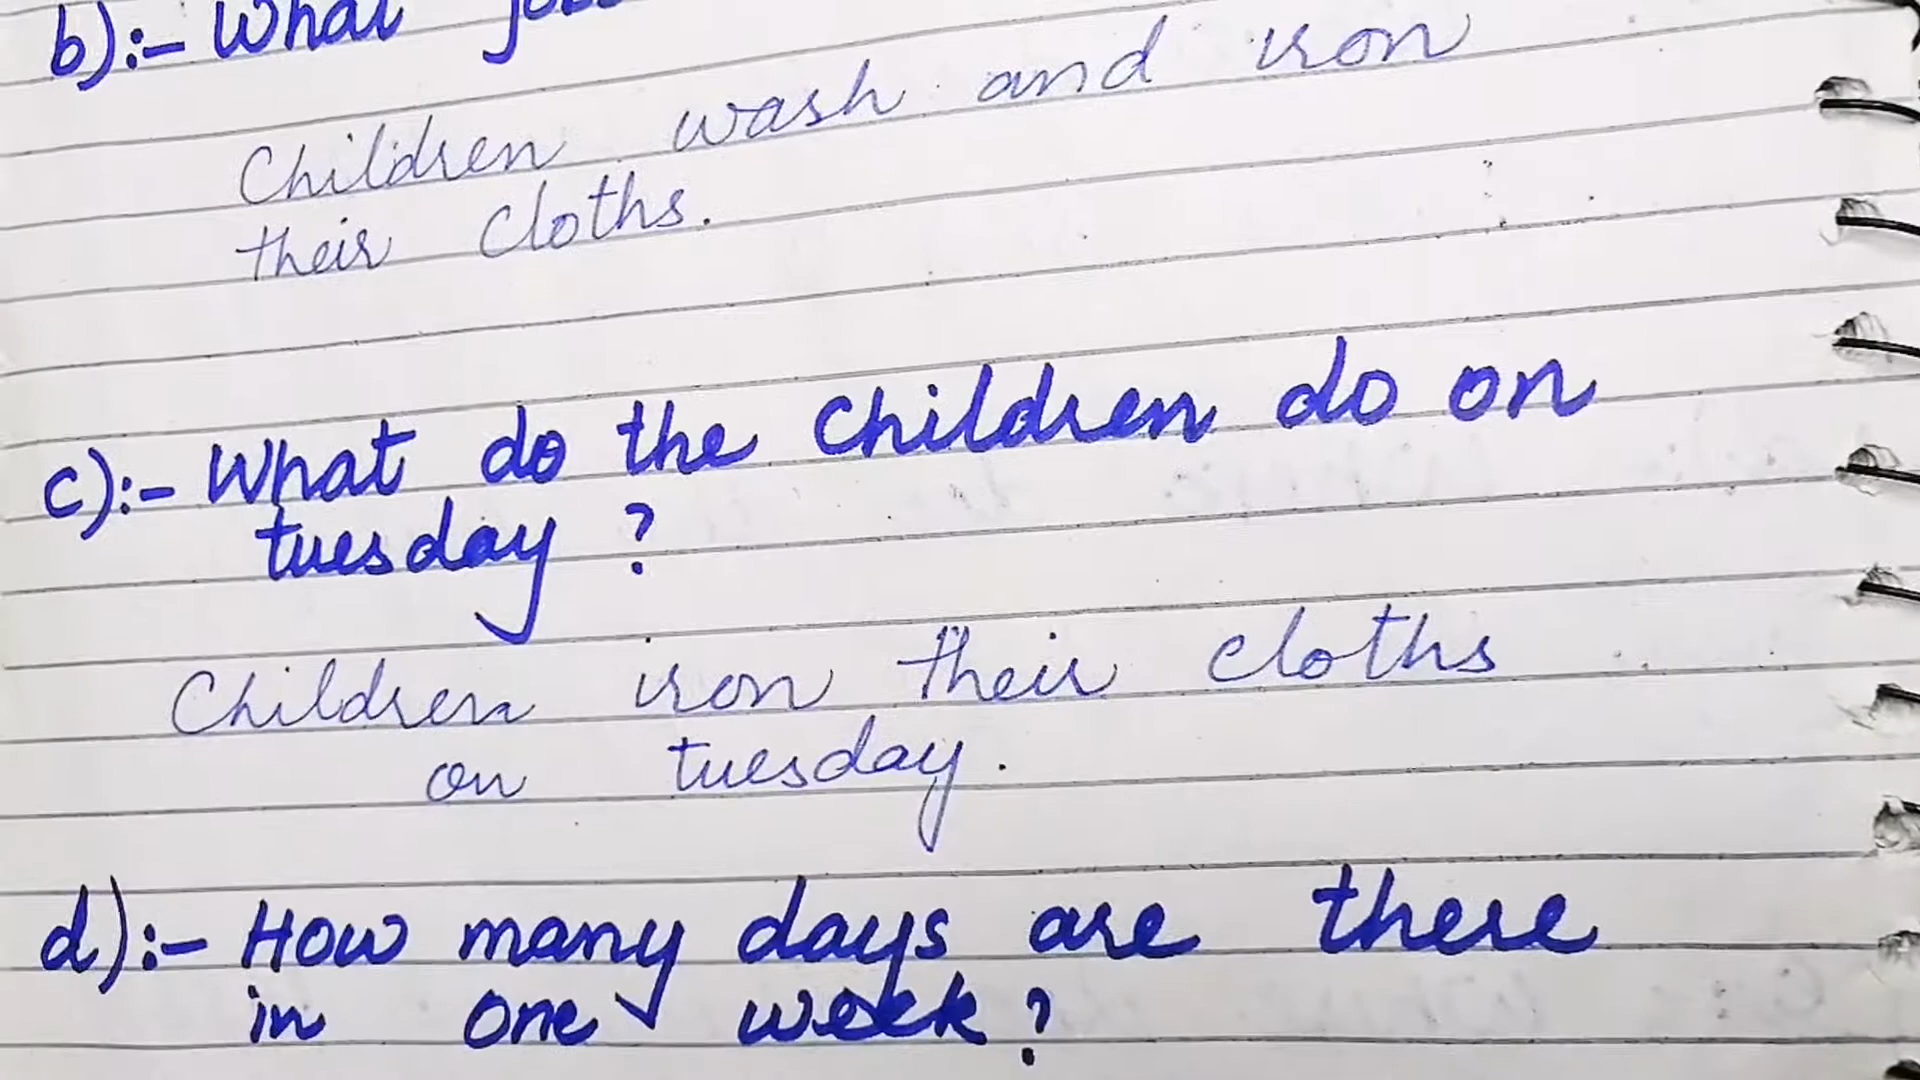 b):- What
Children wash and iron
their cloths.
c):- What do the children do on
tuesday ?
Children iron their cloths
on tuesday.
d):- How many days are there
in one week ?